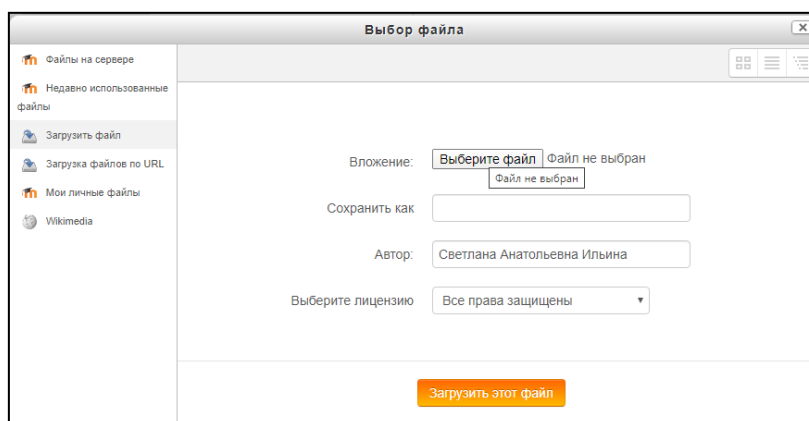 Выбор файла
Файлы на сервере
Недавно использованные
файлы
Загрузить файл
Загрузка файлов по URL
Мои личные файлы
Wikimedia
Вложение: Выберите файл Файл не выбран
Файл не выбран
Сохранить как
Автор: Светлана Анатольевна Ильина
Выберите лицензию Все права защищены
Загрузить этот файл